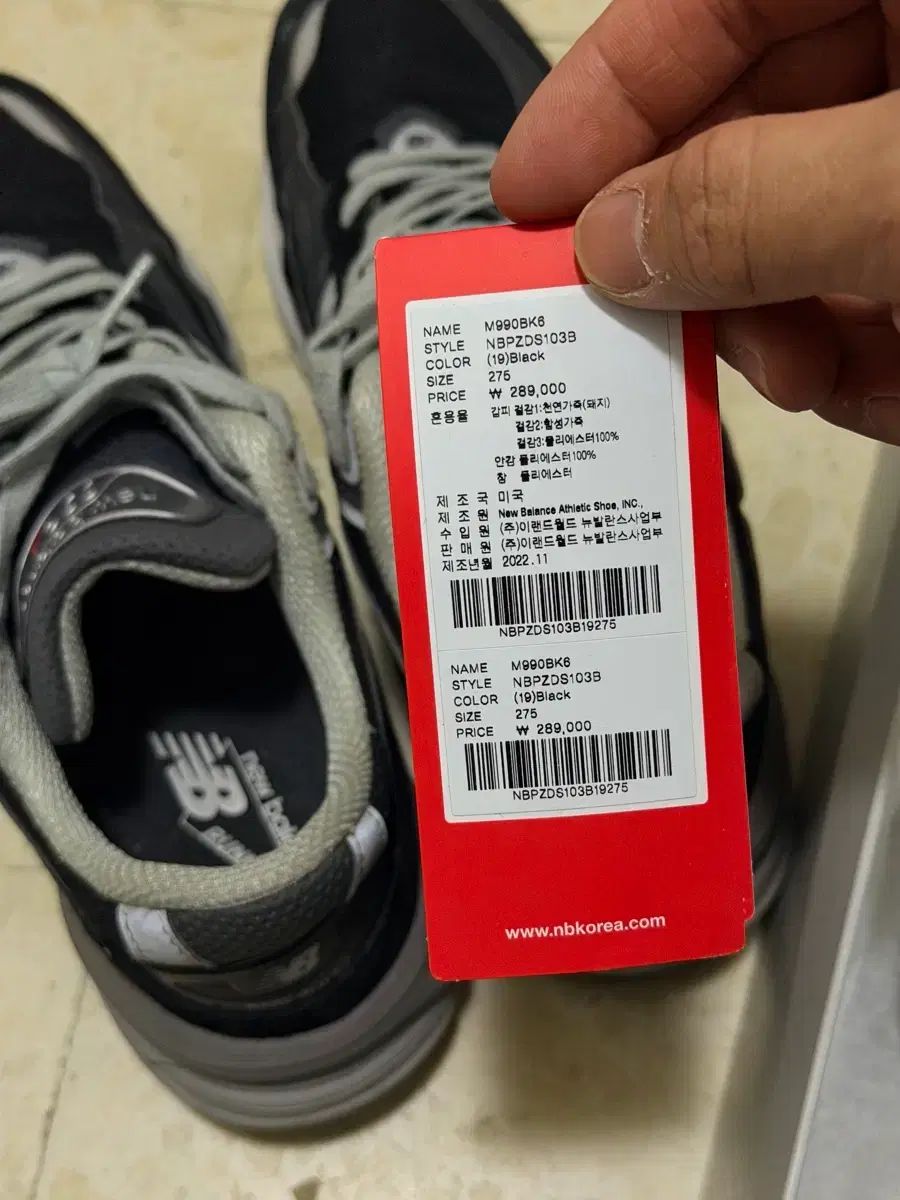 NAME M990BK6
STYLE NBPZDS103B
COLOR (19)Black
SIZE 275
PRICE ₩ 289,000
혼용율 갑피 겉감1:천연가죽(돼지)
겉감2:합성가죽
겉감3:폴리에스터100%
안감 폴리에스터100%
창 폴리에스터
제조국 미국
제조원 New Balance Athletic Shoe, INC.,
수입원 (주)이랜드월드 뉴발란스사업부
판매원 (주)이랜드월드 뉴발란스사업부
제조년월 2022.11
NBPZDS103B19275
NAME M990BK6
STYLE NBPZDS103B
COLOR (19)Black
SIZE 275
PRICE ₩ 289,000
NBPZDS103B19275
www.nbkorea.com
NB
new